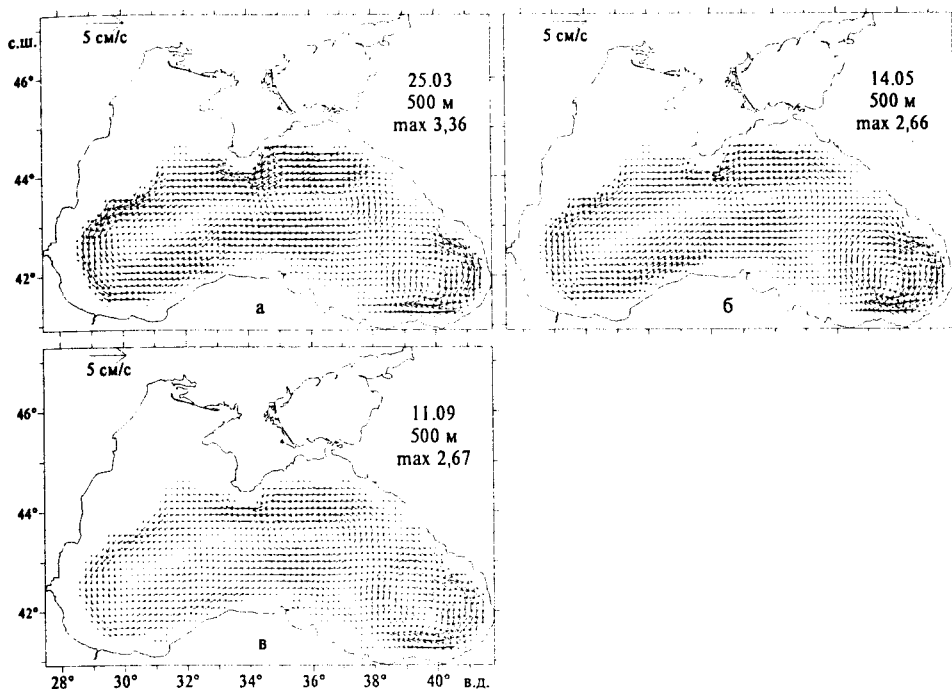 5 см/с
5 см/с
с.ш.
46°
44°
42°
25.03
500 м
max 3,36
14.05
500 м
max 2,66
а
б
5 см/с
46°
44°
42°
11.09
500 м
max 2,67
в
28° 30° 32° 34° 36° 38° 40° в.д.